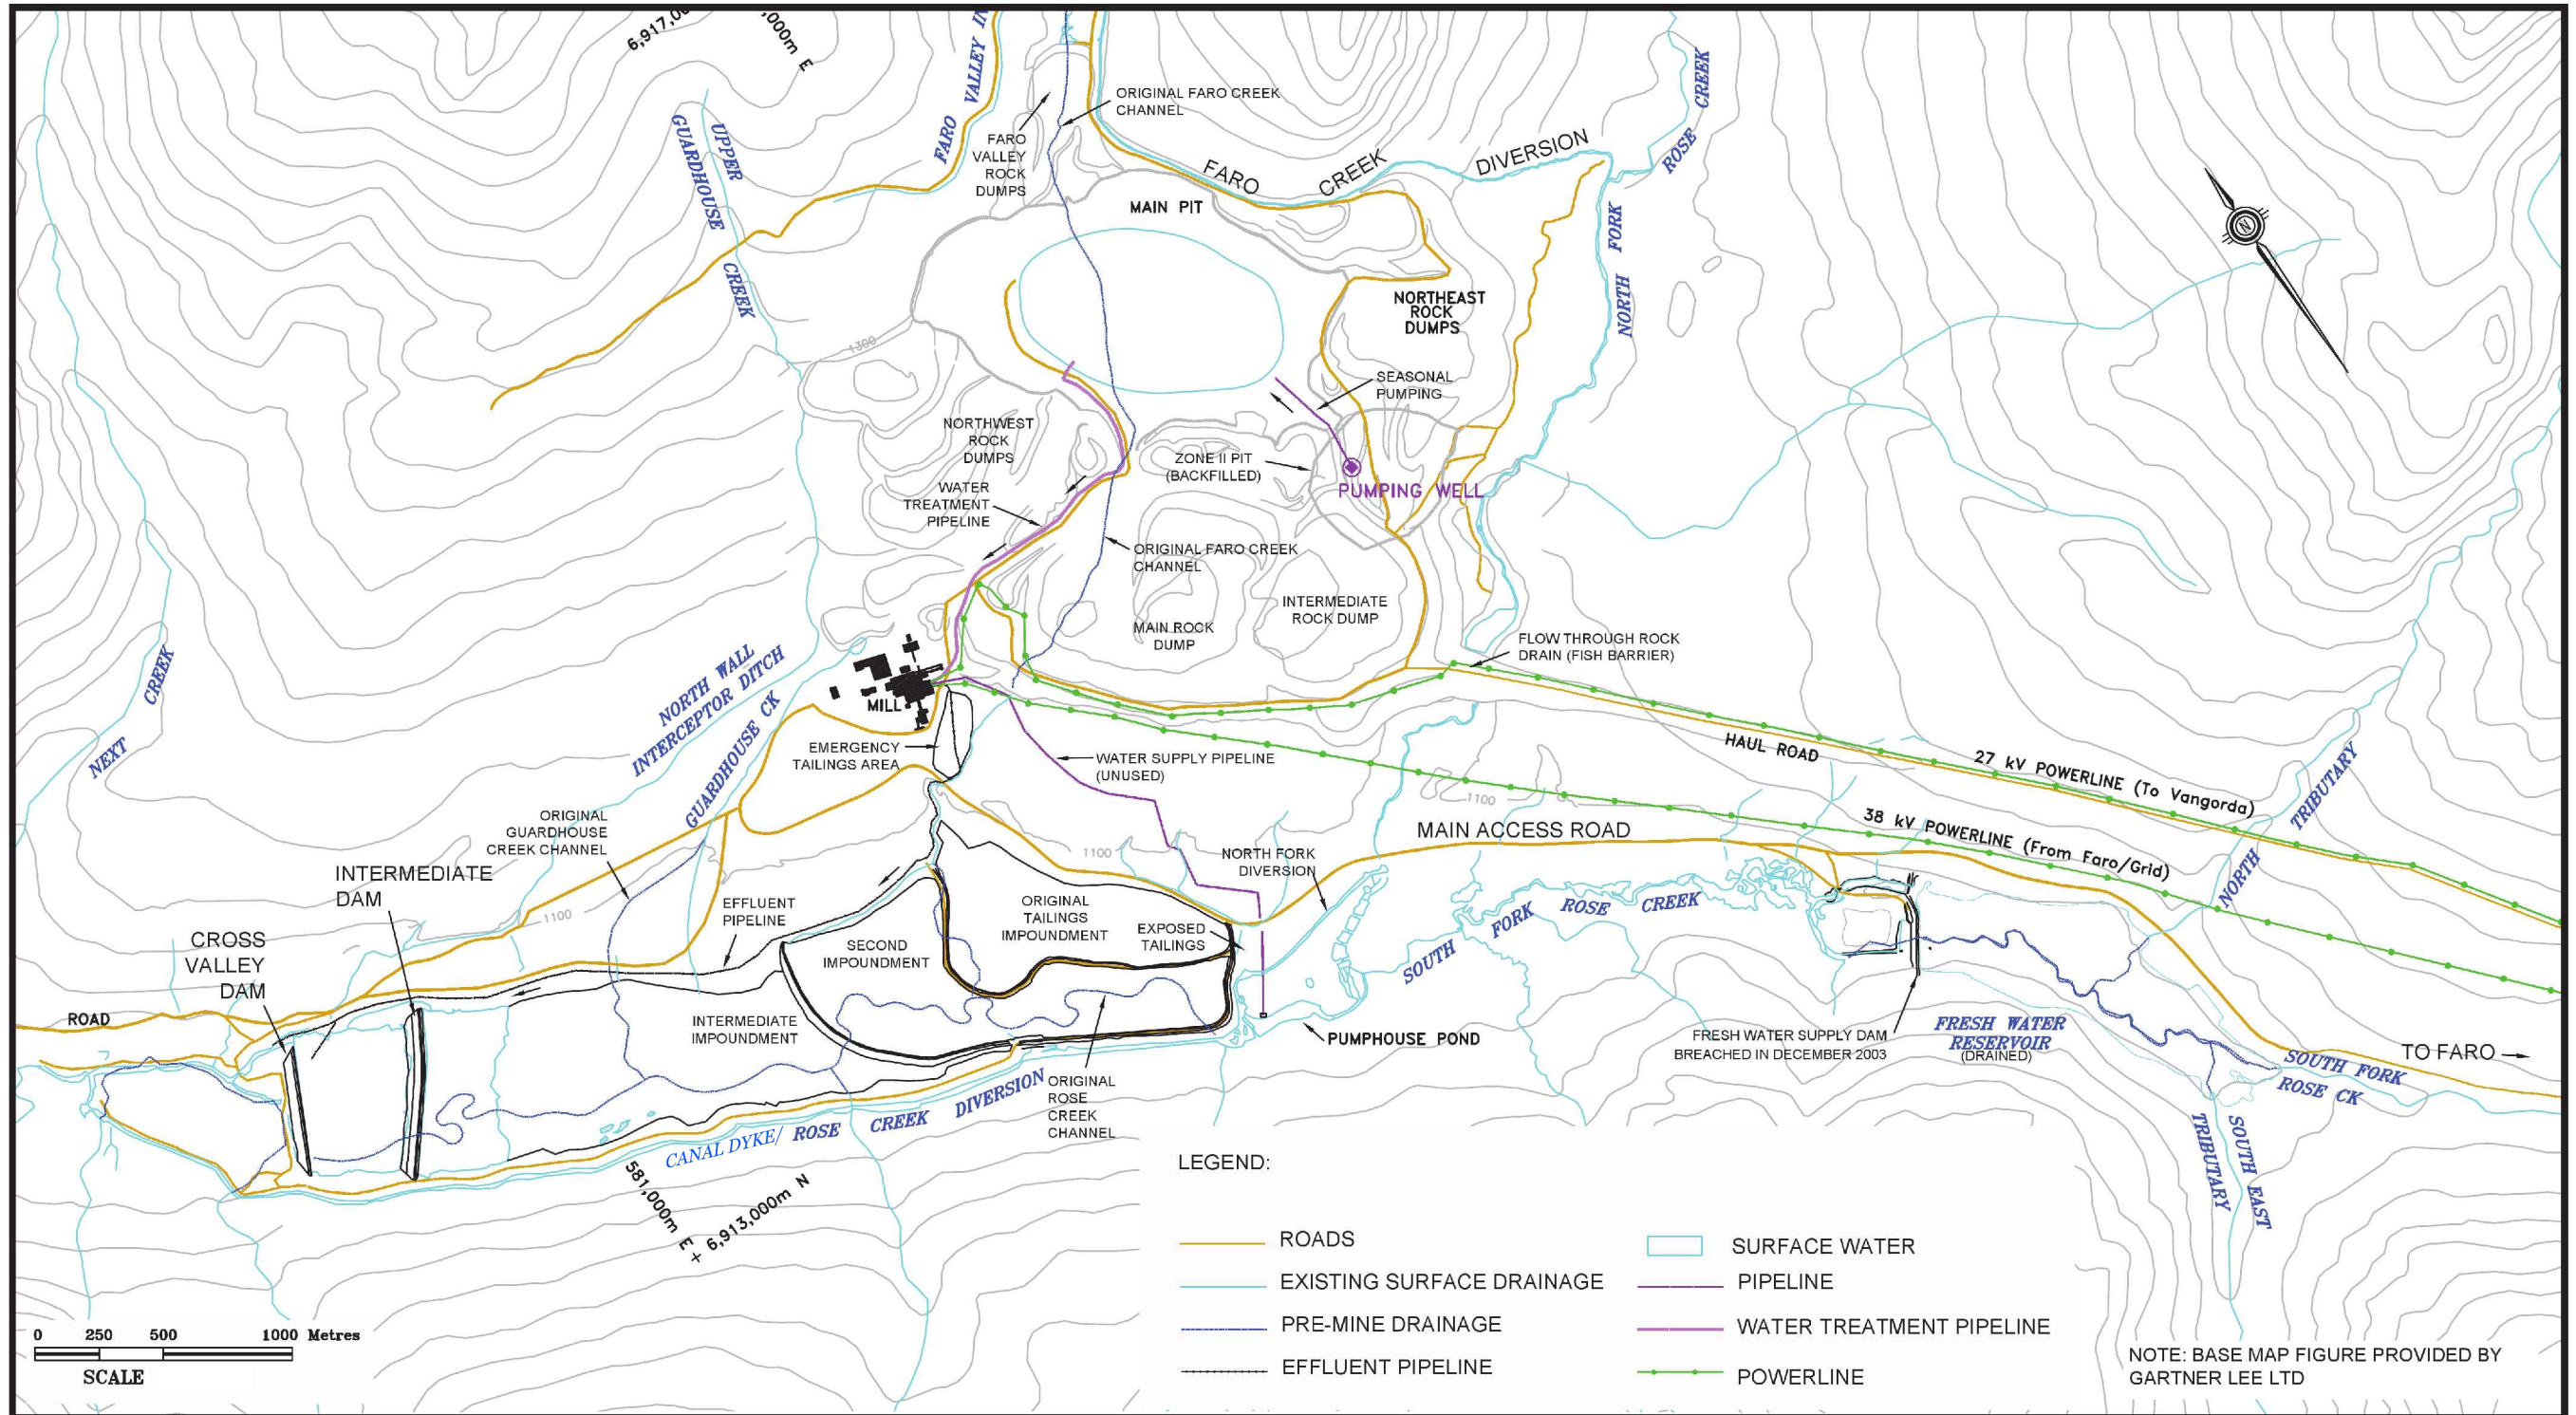 6,917,00
,000m E
FARO VALLEY IN
UPPER
GUARDHOUSE
CREEK
FARO
VALLEY
ROCK
DUMPS
ORIGINAL FARO CREEK
CHANNEL
FARO CREEK DIVERSION
ROSE CREEK
NORTH FORK
N
MAIN PIT
NORTHEAST
ROCK
DUMPS
1300
SEASONAL
PUMPING
NORTHWEST
ROCK
DUMPS
ZONE II PIT
(BACKFILLED)
PUMPING WELL
WATER
TREATMENT
PIPELINE
ORIGINAL FARO CREEK
CHANNEL
INTERMEDIATE
ROCK DUMP
MAIN ROCK
DUMP
FLOW THROUGH ROCK
DRAIN (FISH BARRIER)
NEXT CREEK
NORTH WALL
INTERCEPTOR DITCH
GUARDHOUSE CK
MILL
EMERGENCY
TAILINGS AREA
WATER SUPPLY PIPELINE
(UNUSED)
HAUL ROAD
27 kV POWERLINE (To Vangorda)
38 kV POWERLINE (From Faro/Grid)
NORTH TRIBUTARY
1100
MAIN ACCESS ROAD
ORIGINAL
GUARDHOUSE
CREEK CHANNEL
1100
NORTH FORK
DIVERSION
INTERMEDIATE
DAM
1100
EFFLUENT
PIPELINE
ORIGINAL
TAILINGS
IMPOUNDMENT
EXPOSED
TAILINGS
SECOND
IMPOUNDMENT
SOUTH FORK ROSE CREEK
CROSS
VALLEY
DAM
ROAD
INTERMEDIATE
IMPOUNDMENT
PUMPHOUSE POND
FRESH WATER SUPPLY DAM
BREACHED IN DECEMBER 2003
FRESH WATER
RESERVOIR
(DRAINED)
SOUTH FORK
ROSE CK
TO FARO
ORIGINAL
ROSE
CREEK
CHANNEL
CANAL DYKE/ ROSE CREEK DIVERSION
SOUTH EAST
TRIBUTARY
581,000m E
+ 6,913,000m N
LEGEND:
ROADS
EXISTING SURFACE DRAINAGE
PRE-MINE DRAINAGE
EFFLUENT PIPELINE
SURFACE WATER
PIPELINE
WATER TREATMENT PIPELINE
POWERLINE
0 250 500 1000 Metres
SCALE
NOTE: BASE MAP FIGURE PROVIDED BY
GARTNER LEE LTD